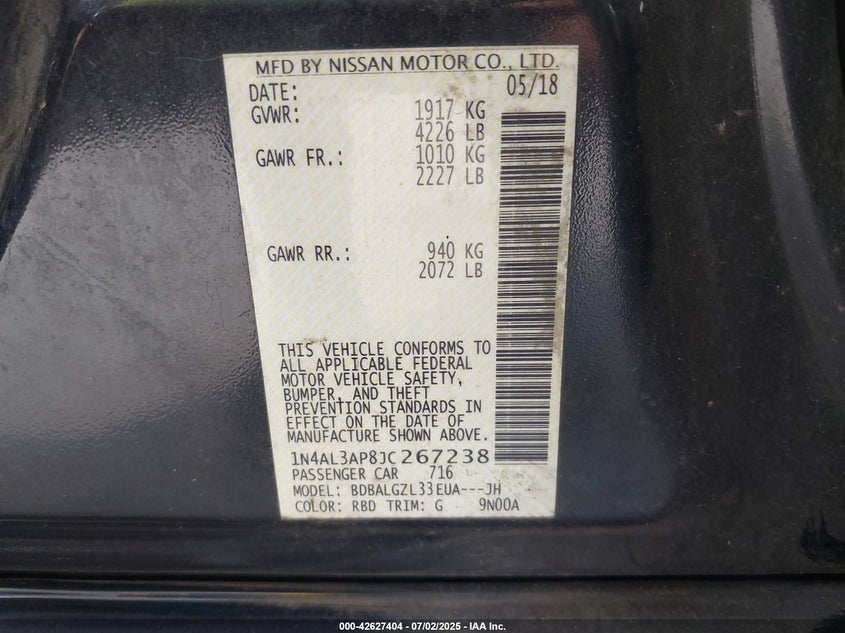 MFD BY NISSAN MOTOR CO., LTD.
DATE: 05/18
GVWR: 1917 KG
4226 LB
GAWR FR.: 1010 KG
2227 LB
GAWR RR.: 940 KG
2072 LB
THIS VEHICLE CONFORMS TO
ALL APPLICABLE FEDERAL
MOTOR VEHICLE SAFETY,
BUMPER, AND THEFT
PREVENTION STANDARDS IN
EFFECT ON THE DATE OF
MANUFACTURE SHOWN ABOVE.
1N4AL3AP8JC267238
PASSENGER CAR 716
MODEL: BDBALGZL33EUA---JH
COLOR: RBD TRIM: G 9N00A
000-42627404 - 07/02/2025 - IAA Inc.